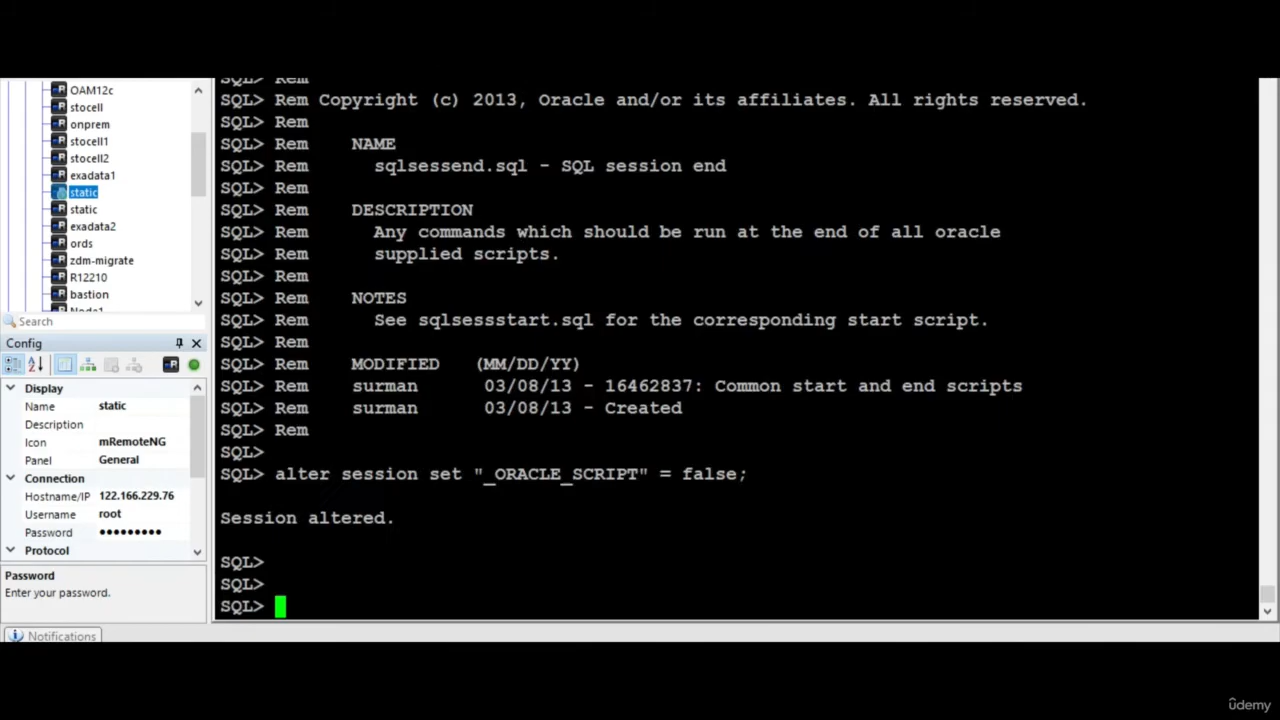 OAM12c
stocell
onprem
stocell1
stocell2
exadata1
static
static
exadata2
ords
zdm-migrate
R12210
bastion
Node1
Search
Config
Display
Name static
Description
Icon mRemoteNG
Panel General
Connection
Hostname/IP 122.166.229.76
Username root
Password ●●●●●●●●●
Protocol
Password
Enter your password.
Notifications
SQL> Rem
SQL> Rem Copyright (c) 2013, Oracle and/or its affiliates. All rights reserved.
SQL> Rem
SQL> Rem NAME
SQL> Rem sqlsessend.sql - SQL session end
SQL> Rem
SQL> Rem DESCRIPTION
SQL> Rem Any commands which should be run at the end of all oracle
SQL> Rem supplied scripts.
SQL> Rem
SQL> Rem NOTES
SQL> Rem See sqlsessstart.sql for the corresponding start script.
SQL> Rem
SQL> Rem MODIFIED (MM/DD/YY)
SQL> Rem surman 03/08/13 - 16462837: Common start and end scripts
SQL> Rem surman 03/08/13 - Created
SQL> Rem
SQL>
SQL> alter session set "_ORACLE_SCRIPT" = false;
Session altered.
SQL>
SQL>
SQL>
ûdemy